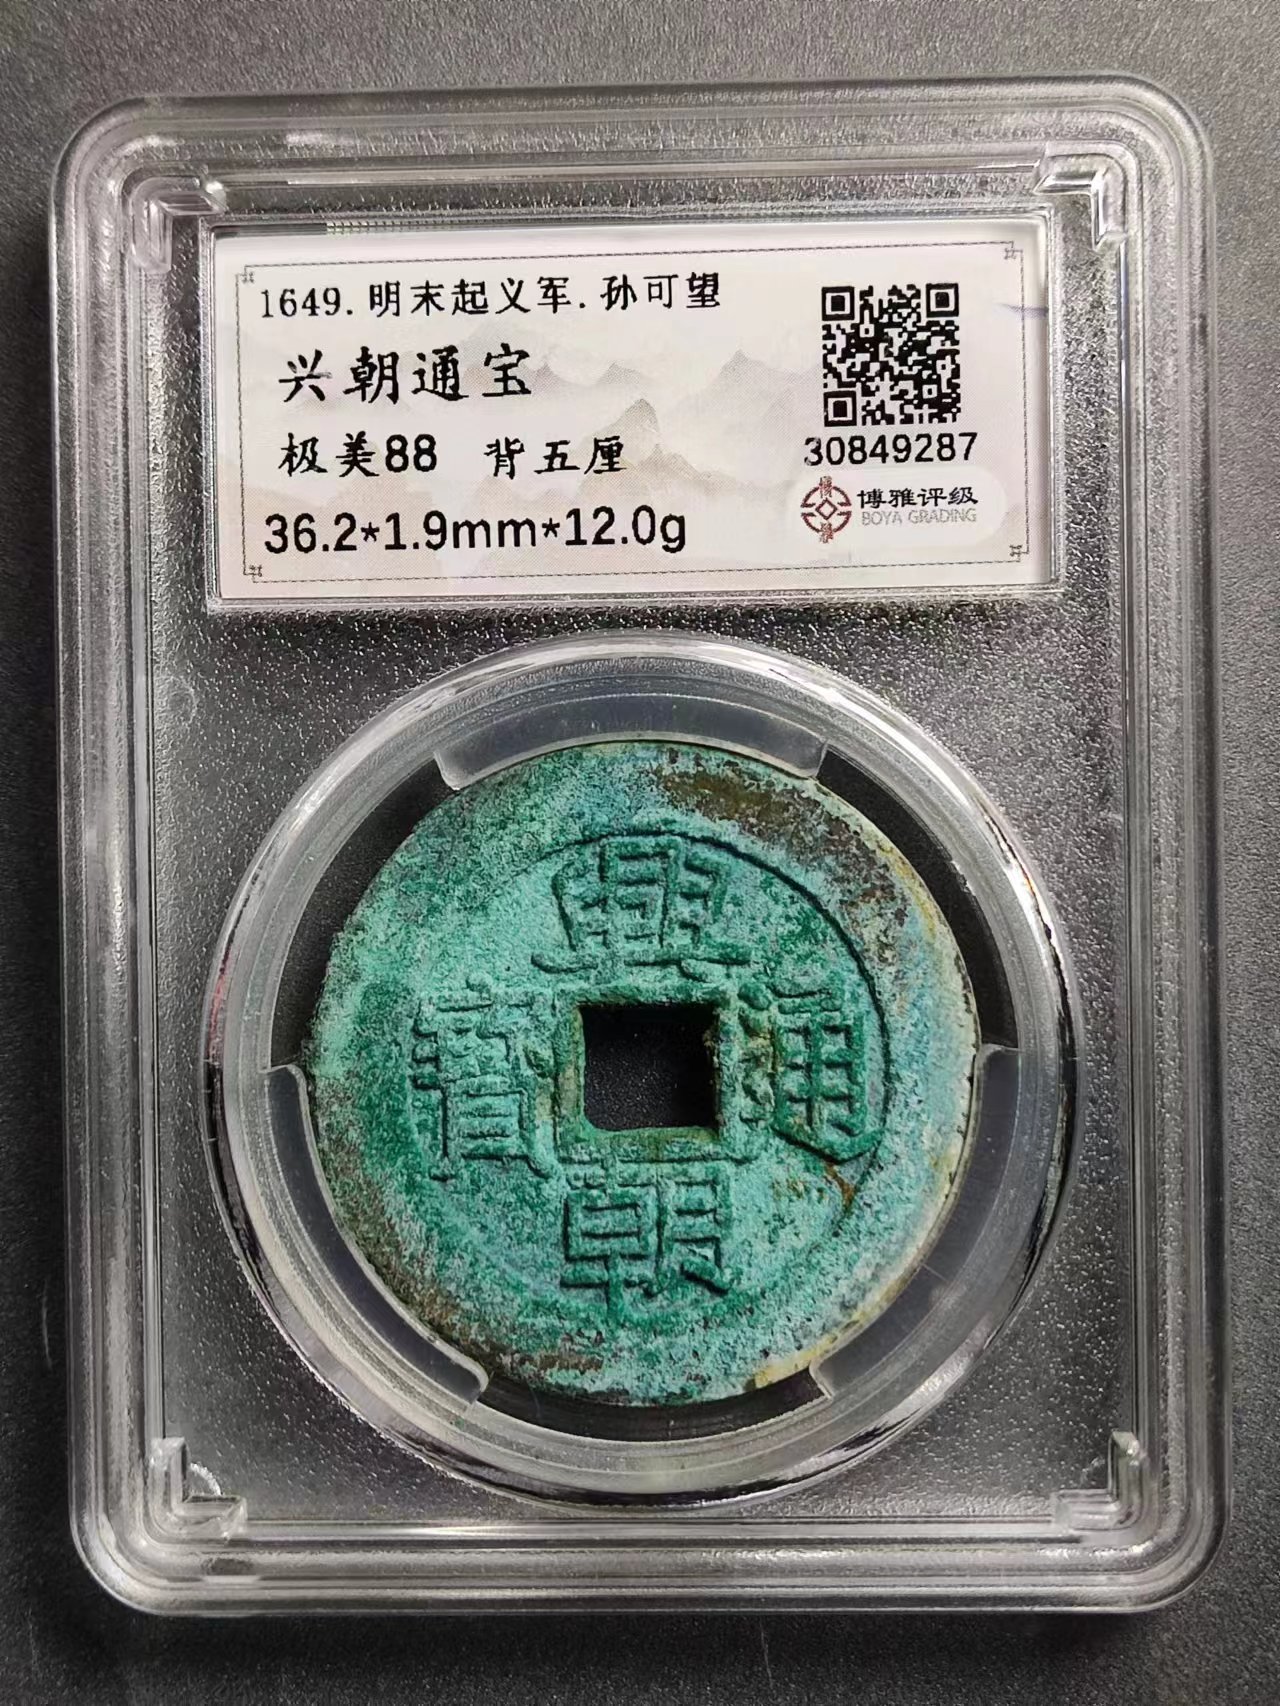 1649.明末起义军.孙可望
兴朝通宝
极美88 背五厘
36.2*1.9mm*12.0g
30849287
博雅评级
BOYA GRADING
興
寶 通
朝